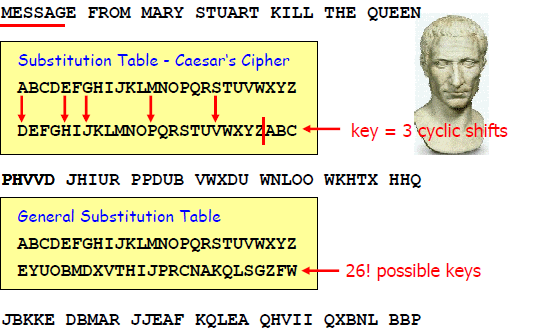 MESSAGE FROM MARY STUART KILL THE QUEEN
Substitution Table - Caesar's Cipher
ABCDEFGHIJKLMNOPQRSTUVWXYZ
DEFGHIJKLMNOPQRSTUVWXYZABC
key = 3 cyclic shifts
PHVVD JHIUR PPDUB VWXDU WNLOO WKHTX HHQ
General Substitution Table
ABCDEFGHIJKLMNOPQRSTUVWXYZ
EYUOBMDXVTHIJPRCNAKQLSGZFW
26! possible keys
JBKKE DBMAR JJEAF KQLEA QHVII QXBNL BBP